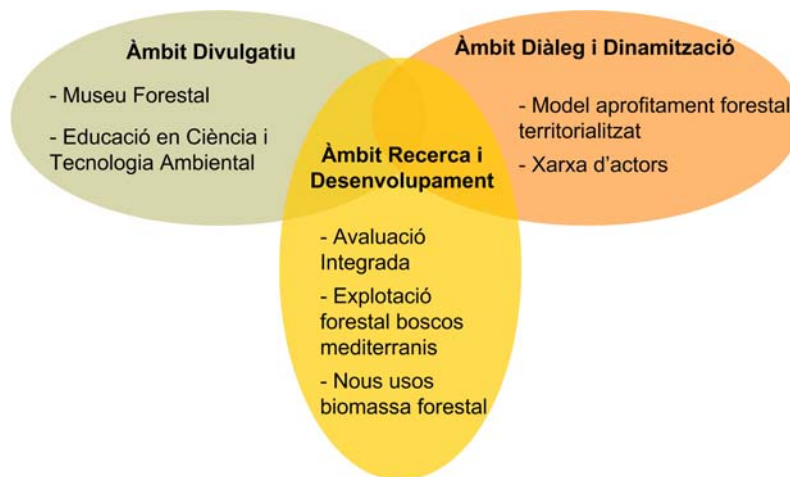 Àmbit Divulgatiu
- Museu Forestal
- Educació en Ciència i
Tecnologia Ambiental
Àmbit Diàleg i Dinamització
- Model aprofitament forestal
territorialitzat
- Xarxa d'actors
Àmbit Recerca i
Desenvolupament
- Avaluació
Integrada
- Explotació
forestal boscos
mediterranis
- Nous usos
biomassa forestal